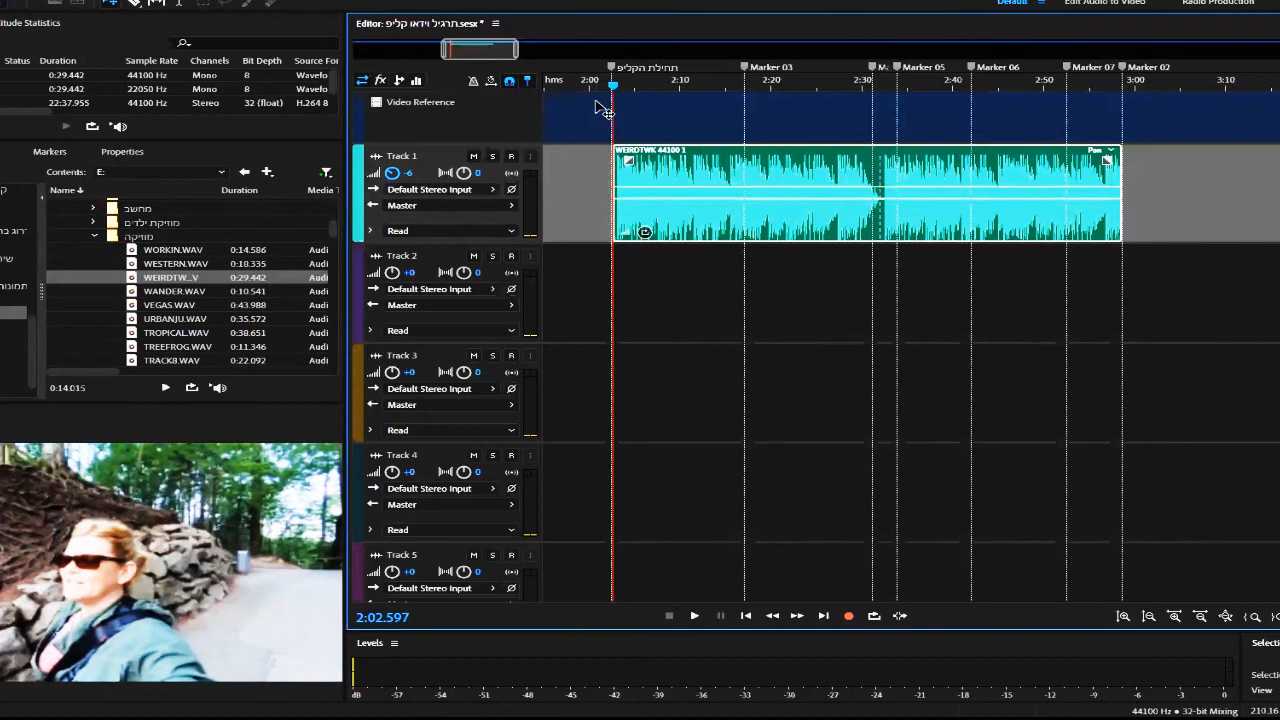 Default
Edit Audio to Video
Radio Production
itude Statistics
Editor: תרגיל וידאו קליפ.sesx *
Status Duration Sample Rate Channels Bit Depth Source For
0:29.442 44100 Hz Mono 8 Wavefo
0:29.442 22050 Hz Mono 8 Wavefo
22:37.955 44100 Hz Stereo 32 (float) H.264 8
Markers Properties
Contents: E:
Name Duration Media T
מחשב
מוזיקת ילדים
מוזיקה
WORKIN.WAV 0:14.586 Audi
WESTERN.WAV 0:18.335 Audi
WEIRDTW..V 0:29.442 Audi
WANDER.WAV 0:10.541 Audi
VEGAS.WAV 0:43.988 Audi
URBANJU.WAV 0:35.572 Audi
TROPICAL.WAV 0:38.651 Audi
TREEFROG.WAV 0:11.346 Audi
TRACK8.WAV 0:22.092 Audi
תמונות
0:14.015
תחילת הקליפ Marker 03 M: Marker 05 Marker 06 Marker 07 Marker 02
hms 2:00 2:10 2:20 2:30 2:40 2:50 3:00 3:10
Video Reference
WEIRDTWK 44100 1 Pan
Track 1 M S R I
-6 0
Default Stereo Input
Master
Read
Track 2 M S R I
+0 0
Default Stereo Input
Master
Read
Track 3 M S R I
+0 0
Default Stereo Input
Master
Read
Track 4 M S R I
+0 0
Default Stereo Input
Master
Read
Track 5 M S R I
+0 0
Default Stereo Input
2:02.597
Levels
Selecti
Selectio
View
dB -57 -54 -51 -48 -45 -42 -39 -36 -33 -30 -27 -24 -21 -18 -15 -12 -9 -6 -3 0
44100 Hz • 32-bit Mixing 210.16